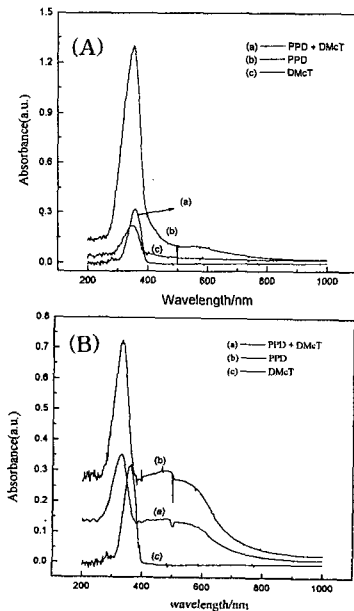 (A)
(a) PPD + DMcT
(b) PPD
(c) DMcT
1.5
1.2
0.9
0.6
0.3
0.0
Absorbance(a.u.)
(a)
(b)
(c)
200 400 600 800 1000
Wavelength/nm
(B)
(a) PPD + DMcT
(b) PPD
(c) DMcT
0.8
0.7
0.6
0.5
0.4
0.3
0.2
0.1
0.0
Absorbance(a.u.)
(b)
(a)
(c)
200 400 600 800 1000
wavelength/nm